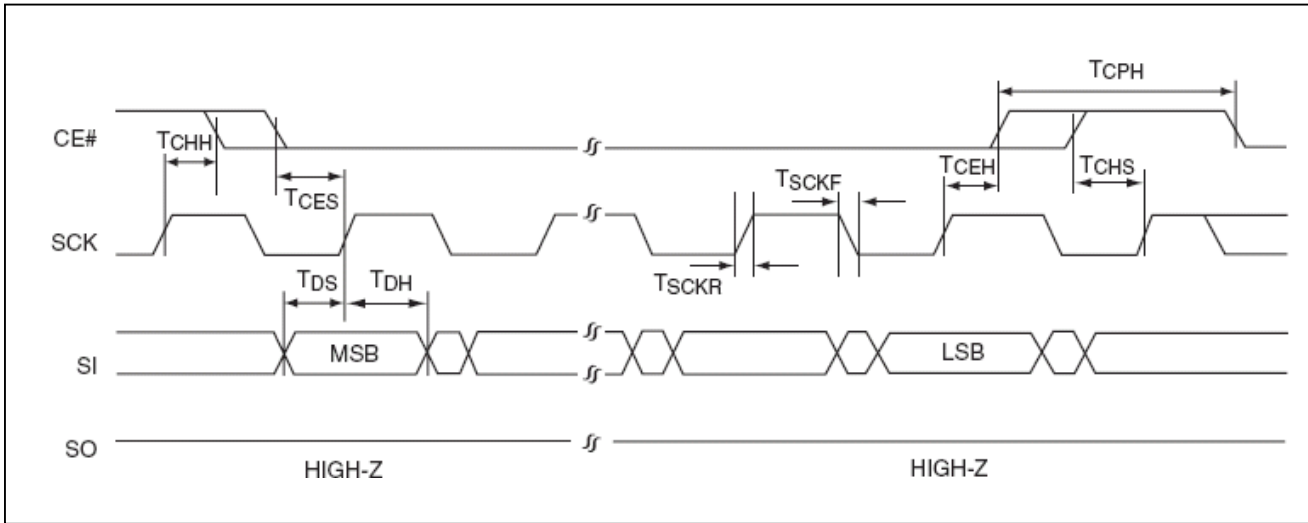 TCPH
CE#
TCHH
TCES
TSCKF
TCEH
TCHS
SCK
TDS
TDH
TSCKR
SI
MSB
LSB
SO
HIGH-Z
HIGH-Z